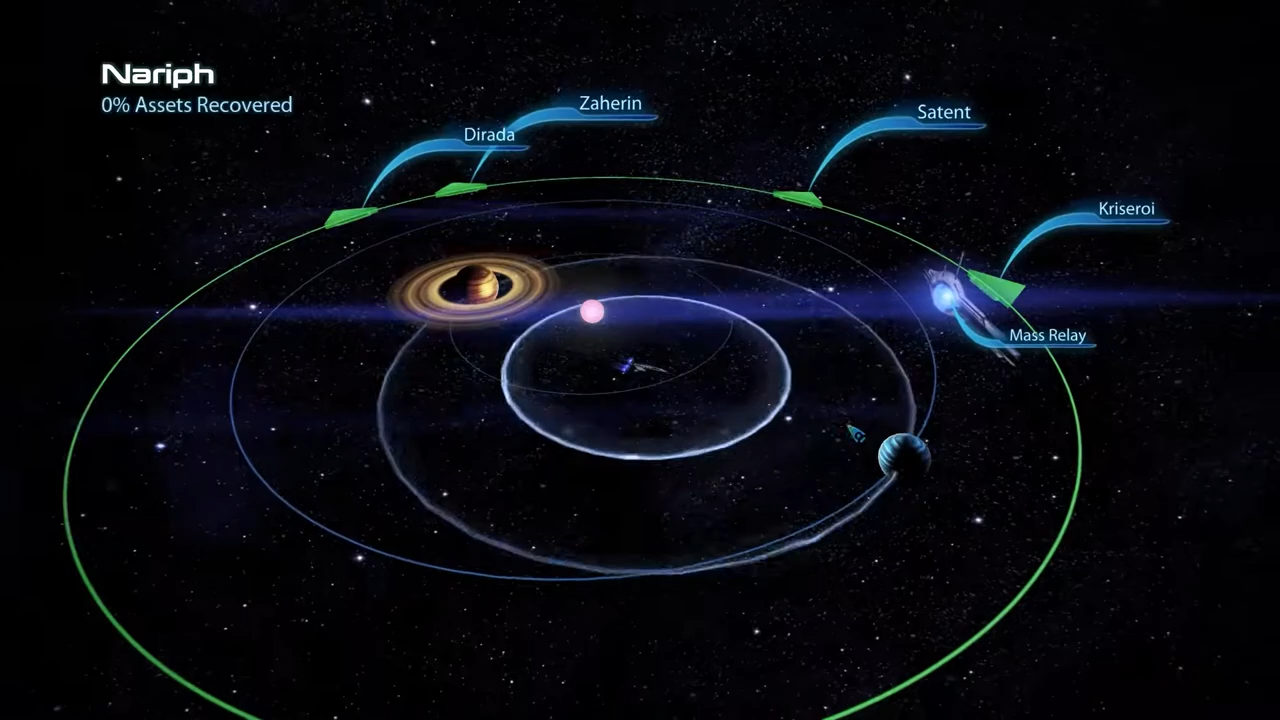 Nariph
0% Assets Recovered
Zaherin
Dirada
Satent
Kriseroi
Mass Relay